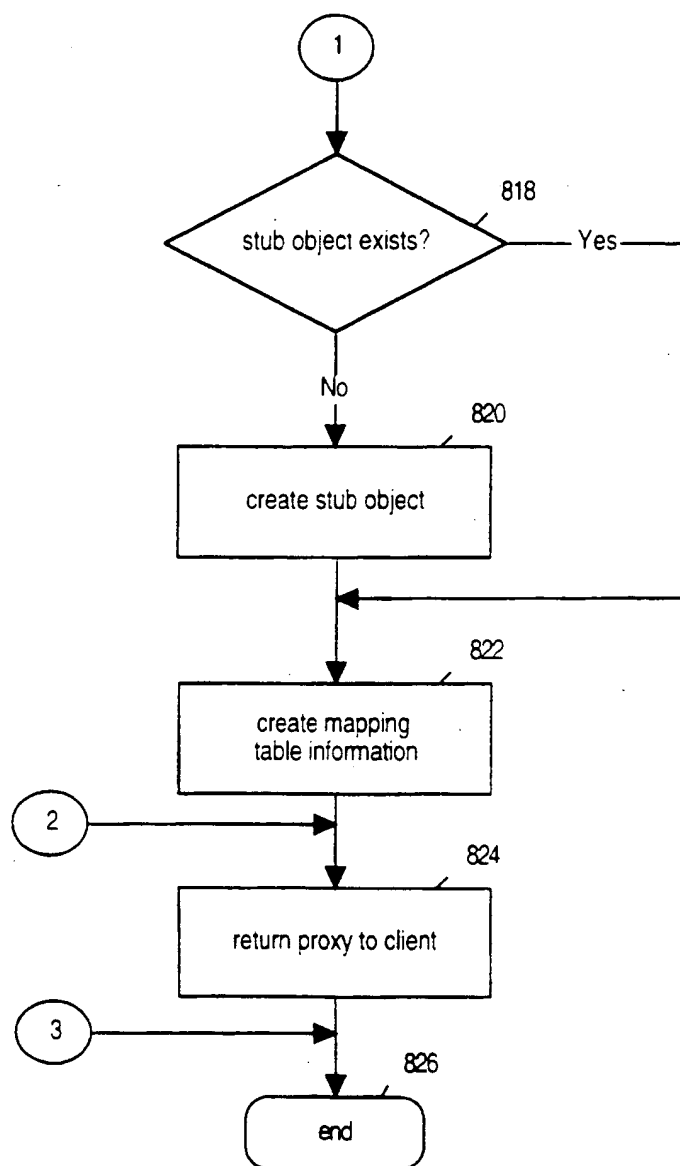 1
818
stub object exists?
Yes
No
820
create stub object
822
create mapping
table information
2
824
return proxy to client
3
826
end